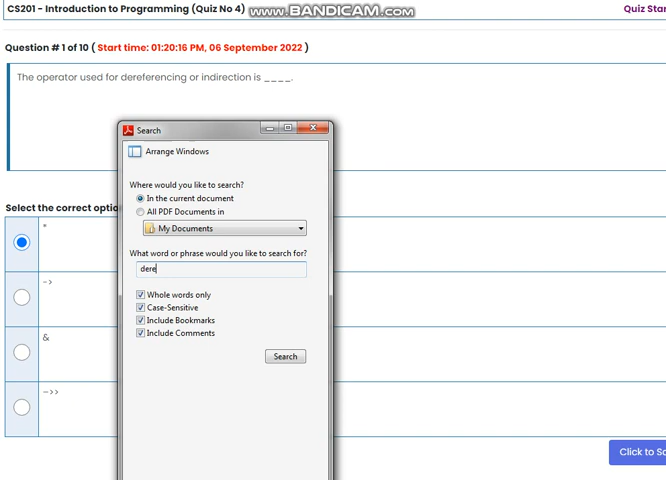 CS201 - Introduction to Programming (Quiz No 4)
www.BANDICAM.com
Quiz Star
Question # 1 of 10 ( Start time: 01:20:16 PM, 06 September 2022 )
The operator used for dereferencing or indirection is ____.
Search
Arrange Windows
Where would you like to search?
In the current document
All PDF Documents in
My Documents
What word or phrase would you like to search for?
dere
Whole words only
Case-Sensitive
Include Bookmarks
Include Comments
Search
Select the correct optio
*
->
&
->>
Click to Sa